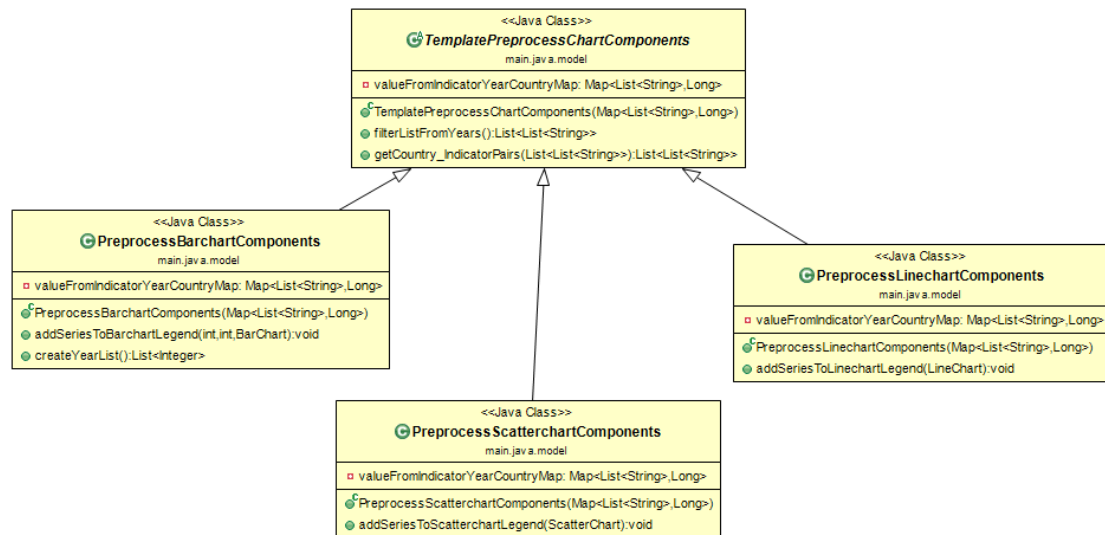 <<Java Class>>
TemplatePreprocessChartComponents
main.java.model
valueFromIndicatorYearCountryMap: Map<List<String>,Long>
TemplatePreprocessChartComponents(Map<List<String>,Long>)
filterListFromYears():List<List<String>>
getCountry_IndicatorPairs(List<List<String>>):List<List<String>>
<<Java Class>>
PreprocessBarchartComponents
main.java.model
valueFromIndicatorYearCountryMap: Map<List<String>,Long>
PreprocessBarchartComponents(Map<List<String>,Long>)
addSeriesToBarchartLegend(int,int,BarChart):void
createYearList():List<Integer>
<<Java Class>>
PreprocessLinechartComponents
main.java.model
valueFromIndicatorYearCountryMap: Map<List<String>,Long>
PreprocessLinechartComponents(Map<List<String>,Long>)
addSeriesToLinechartLegend(LineChart):void
<<Java Class>>
PreprocessScatterchartComponents
main.java.model
valueFromIndicatorYearCountryMap: Map<List<String>,Long>
PreprocessScatterchartComponents(Map<List<String>,Long>)
addSeriesToScatterchartLegend(ScatterChart):void